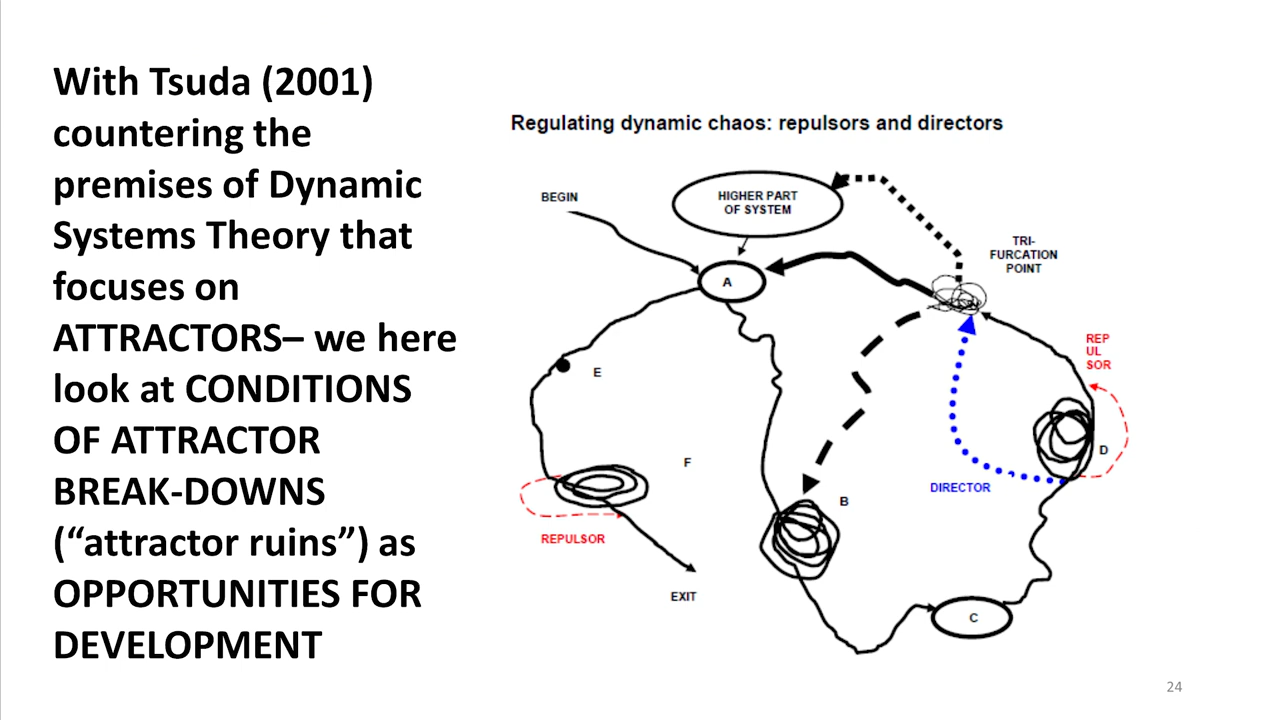 With Tsuda (2001)
countering the
premises of Dynamic
Systems Theory that
focuses on
ATTRACTORS– we here
look at CONDITIONS
OF ATTRACTOR
BREAK-DOWNS
(“attractor ruins”) as
OPPORTUNITIES FOR
DEVELOPMENT
Regulating dynamic chaos: repulsors and directors
BEGIN
HIGHER PART
OF SYSTEM
TRI-
FURCATION
POINT
A
REP
UL
SOR
E
D
F
DIRECTOR
B
REPULSOR
EXIT
C
24